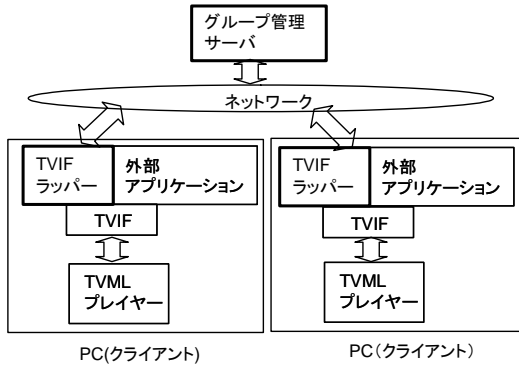 グループ管理
サーバ
ネットワーク
TVIF
ラッパー
外部
アプリケーション
TVIF
TVML
プレイヤー
PC(クライアント)
TVIF
ラッパー
外部
アプリケーション
TVIF
TVML
プレイヤー
PC(クライアント)